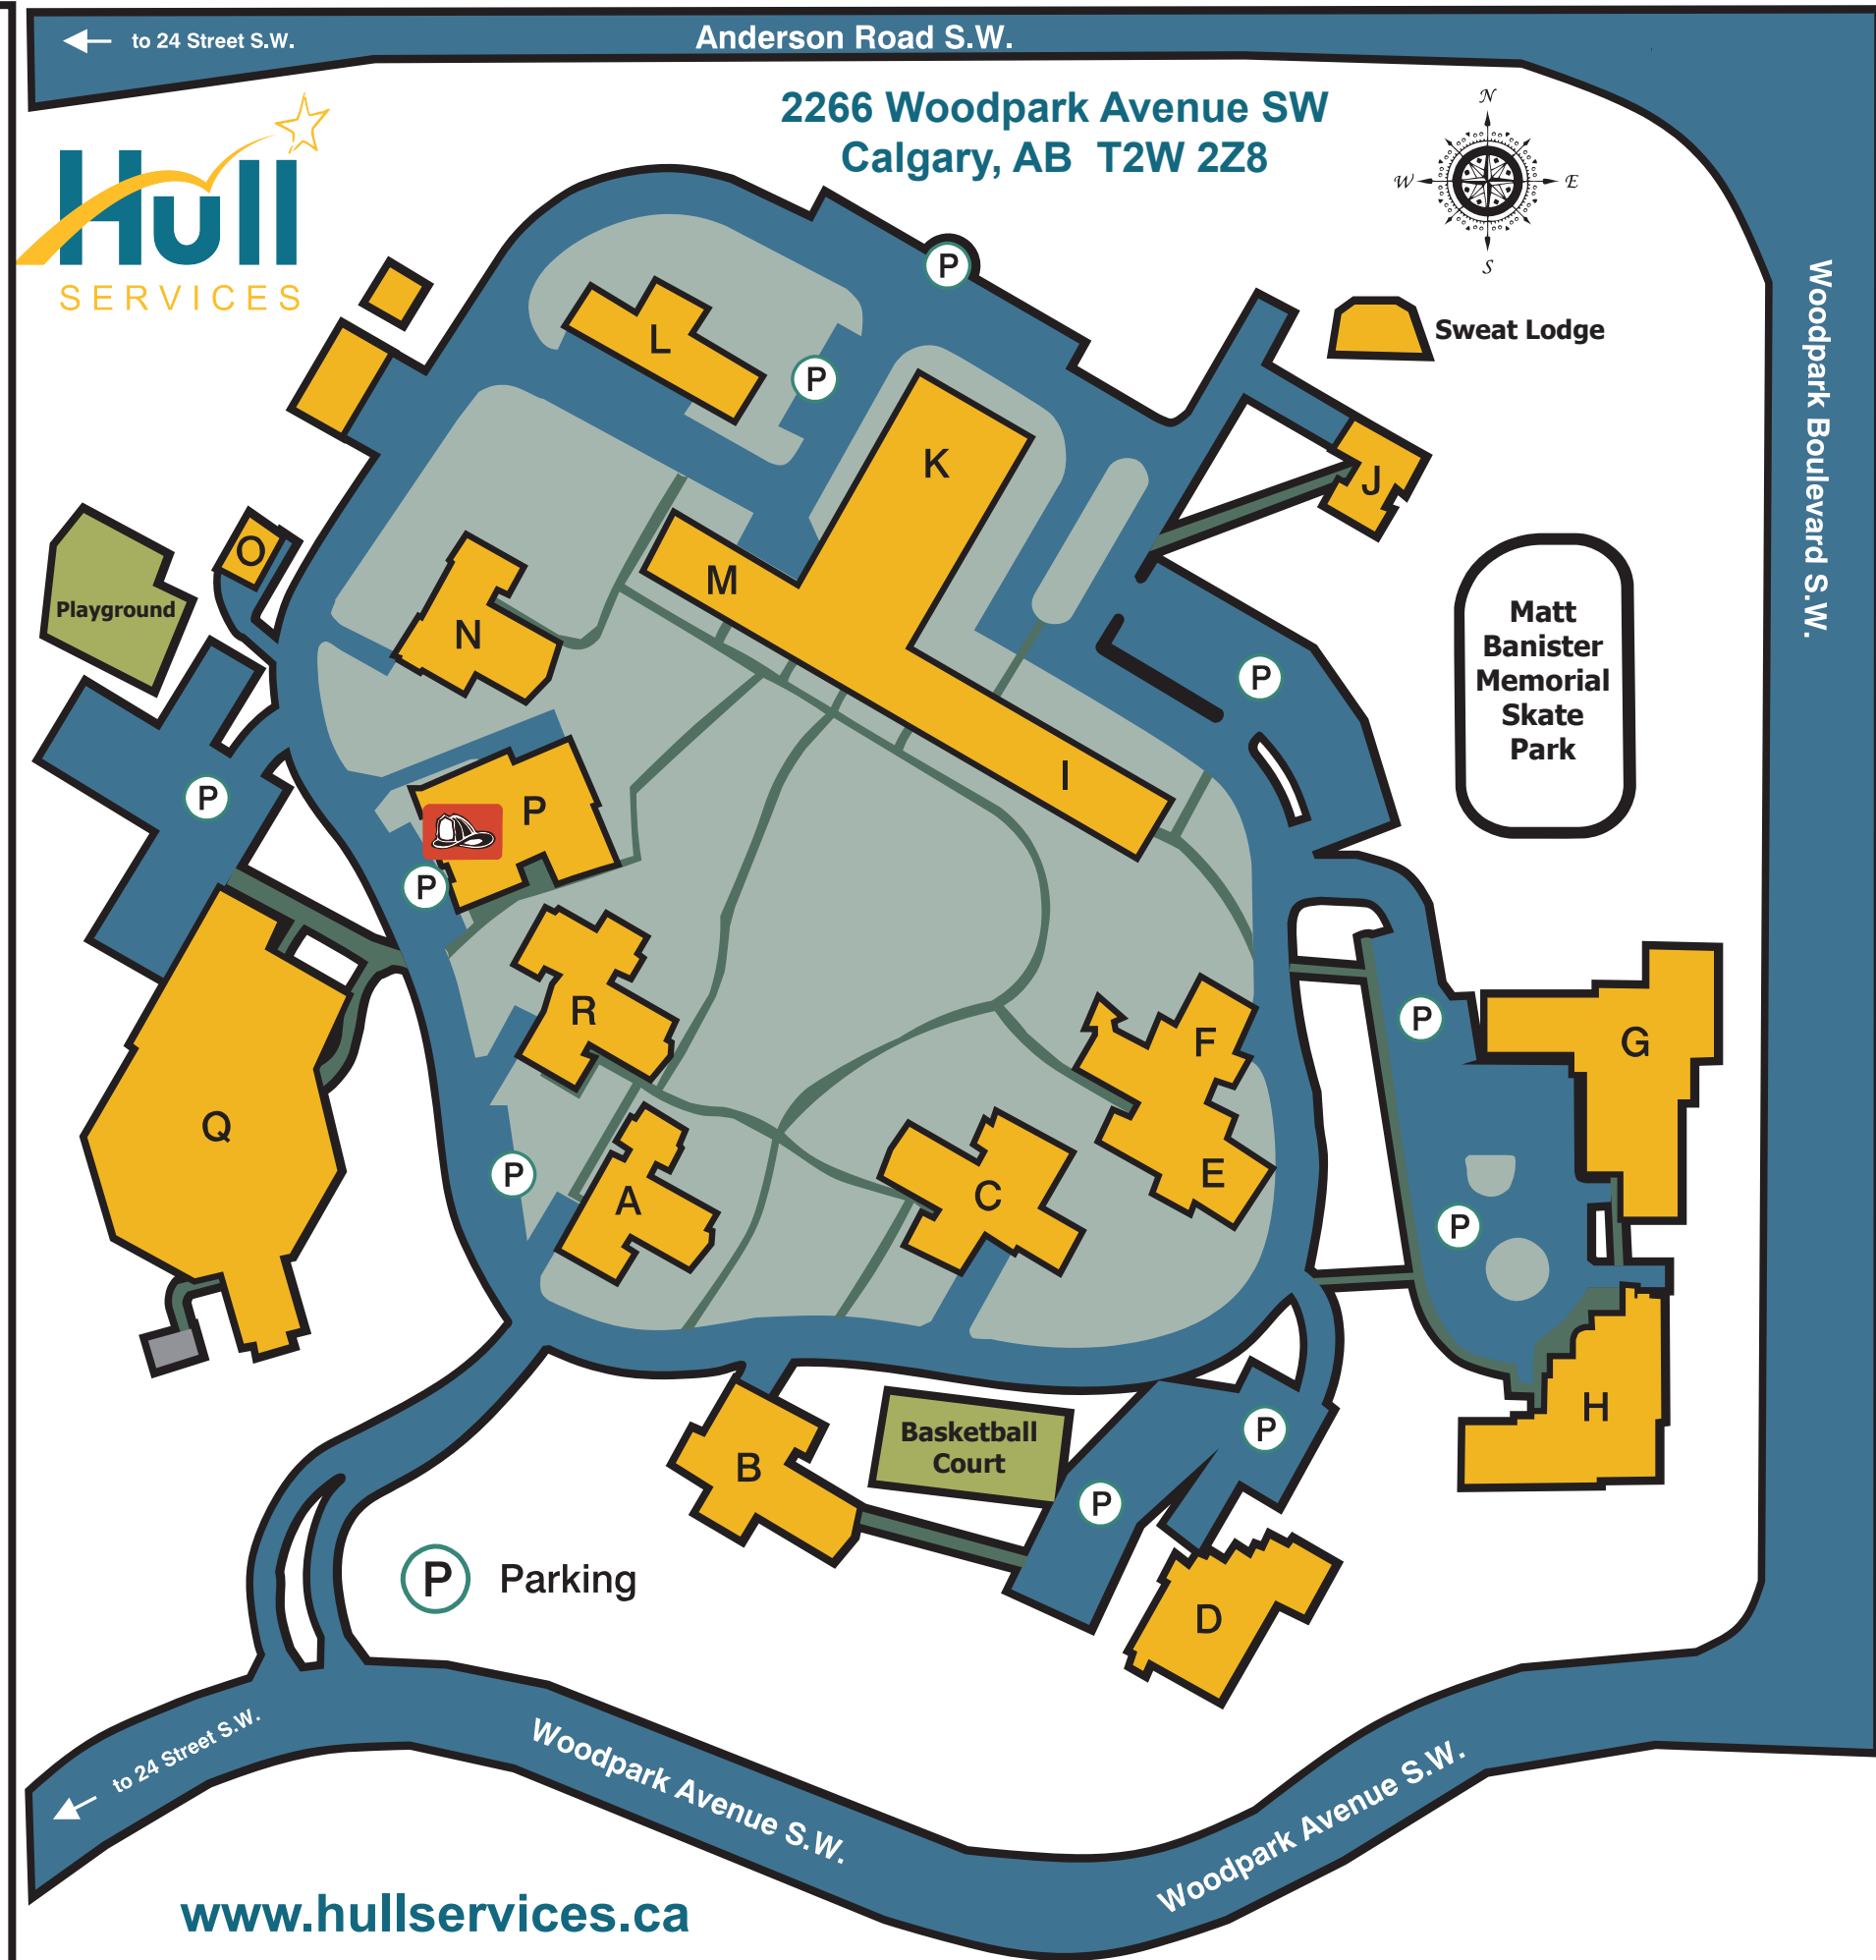 to 24 Street S.W.
Anderson Road S.W.
2266 Woodpark Avenue SW
Calgary, AB T2W 2Z8
Hull
SERVICES
N
W
E
S
Woodpark Boulevard S.W.
Sweat Lodge
P
L
P
K
J
O
M
Playground
N
Matt
Banister
Memorial
Skate
Park
P
I
P
P
P
R
F
P
G
Q
P
A
C
E
P
B
Basketball
Court
P
P
H
P Parking
D
to 24 Street S.W.
Woodpark Avenue S.W.
Woodpark Avenue S.W.
www.hullservices.ca